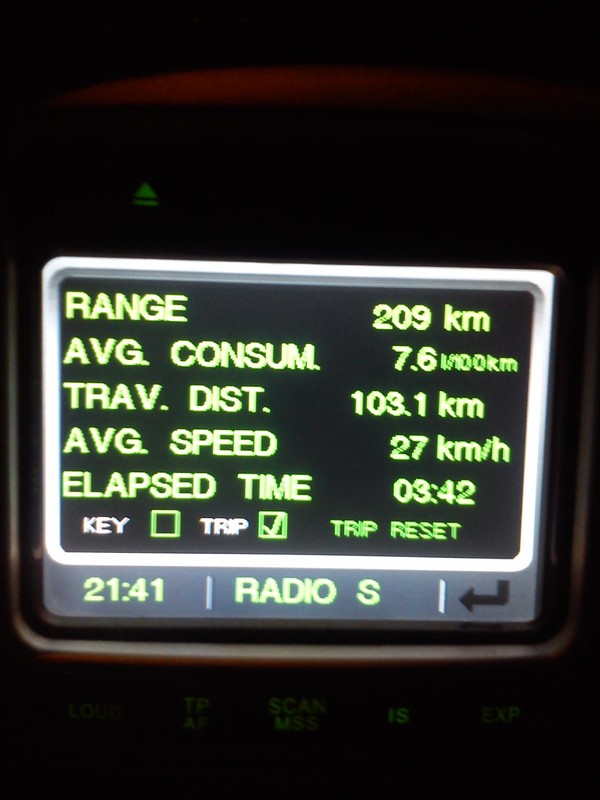 RANGE 209 km
AVG. CONSUM. 7.6 l/100km
TRAV. DIST. 103.1 km
AVG. SPEED 27 km/h
ELAPSED TIME 03:42
KEY TRIP TRIP RESET
21:41 RADIO S
LOUD TP AF SCAN MSS IS EXP